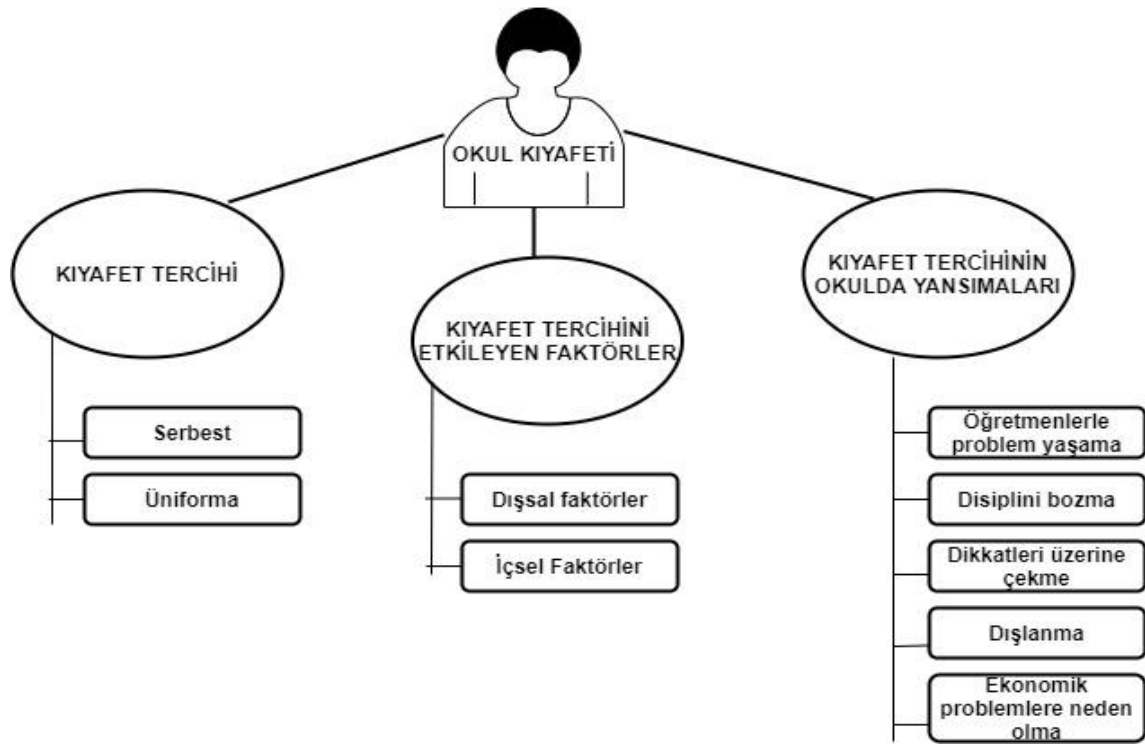 OKUL KIYAFETİ
KIYAFET TERCİHİ
Serbest
Üniforma
KIYAFET TERCİHİNİ
ETKİLEYEN FAKTÖRLER
Dışsal faktörler
İçsel Faktörler
KIYAFET TERCİHİNİN
OKULDA YANSIMALARI
Öğretmenlerle
problem yaşama
Disiplini bozma
Dikkatleri üzerine
çekme
Dışlanma
Ekonomik
problemlere neden
olma